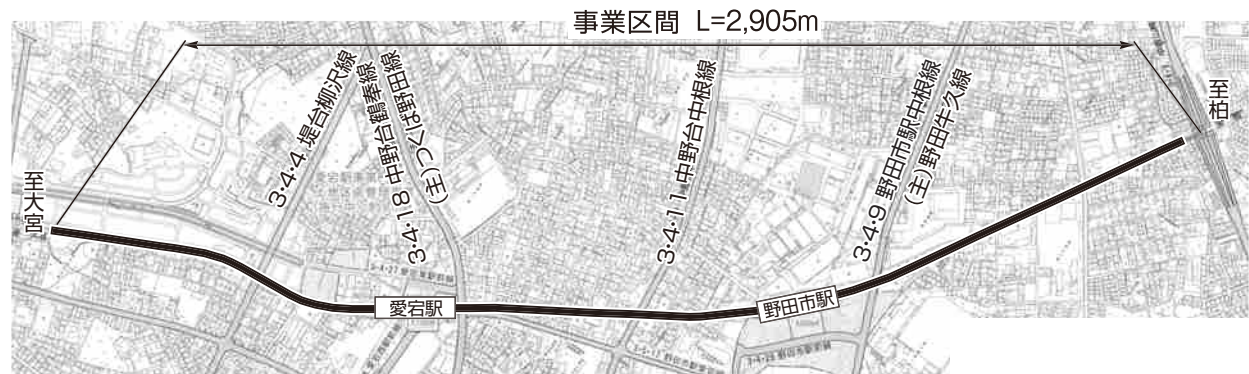 事業区間 L=2,905m
至大宮
3・4・4 堤台柳沢線
3・4・18 中野台鶴奉線
(主)つくば野田線
3・4・11 中野台中根線
3・4・9 野田市駅中根線
(主)野田牛久線
至柏
愛宕駅
野田市駅